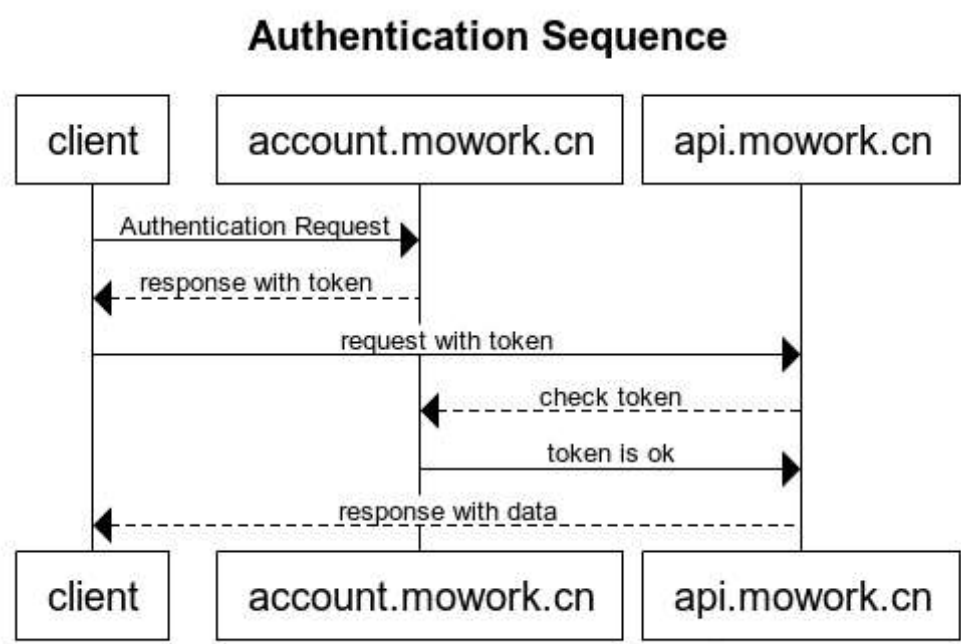 Authentication Sequence
client
account.mowork.cn
api.mowork.cn
Authentication Request
response with token
request with token
check token
token is ok
response with data
client
account.mowork.cn
api.mowork.cn